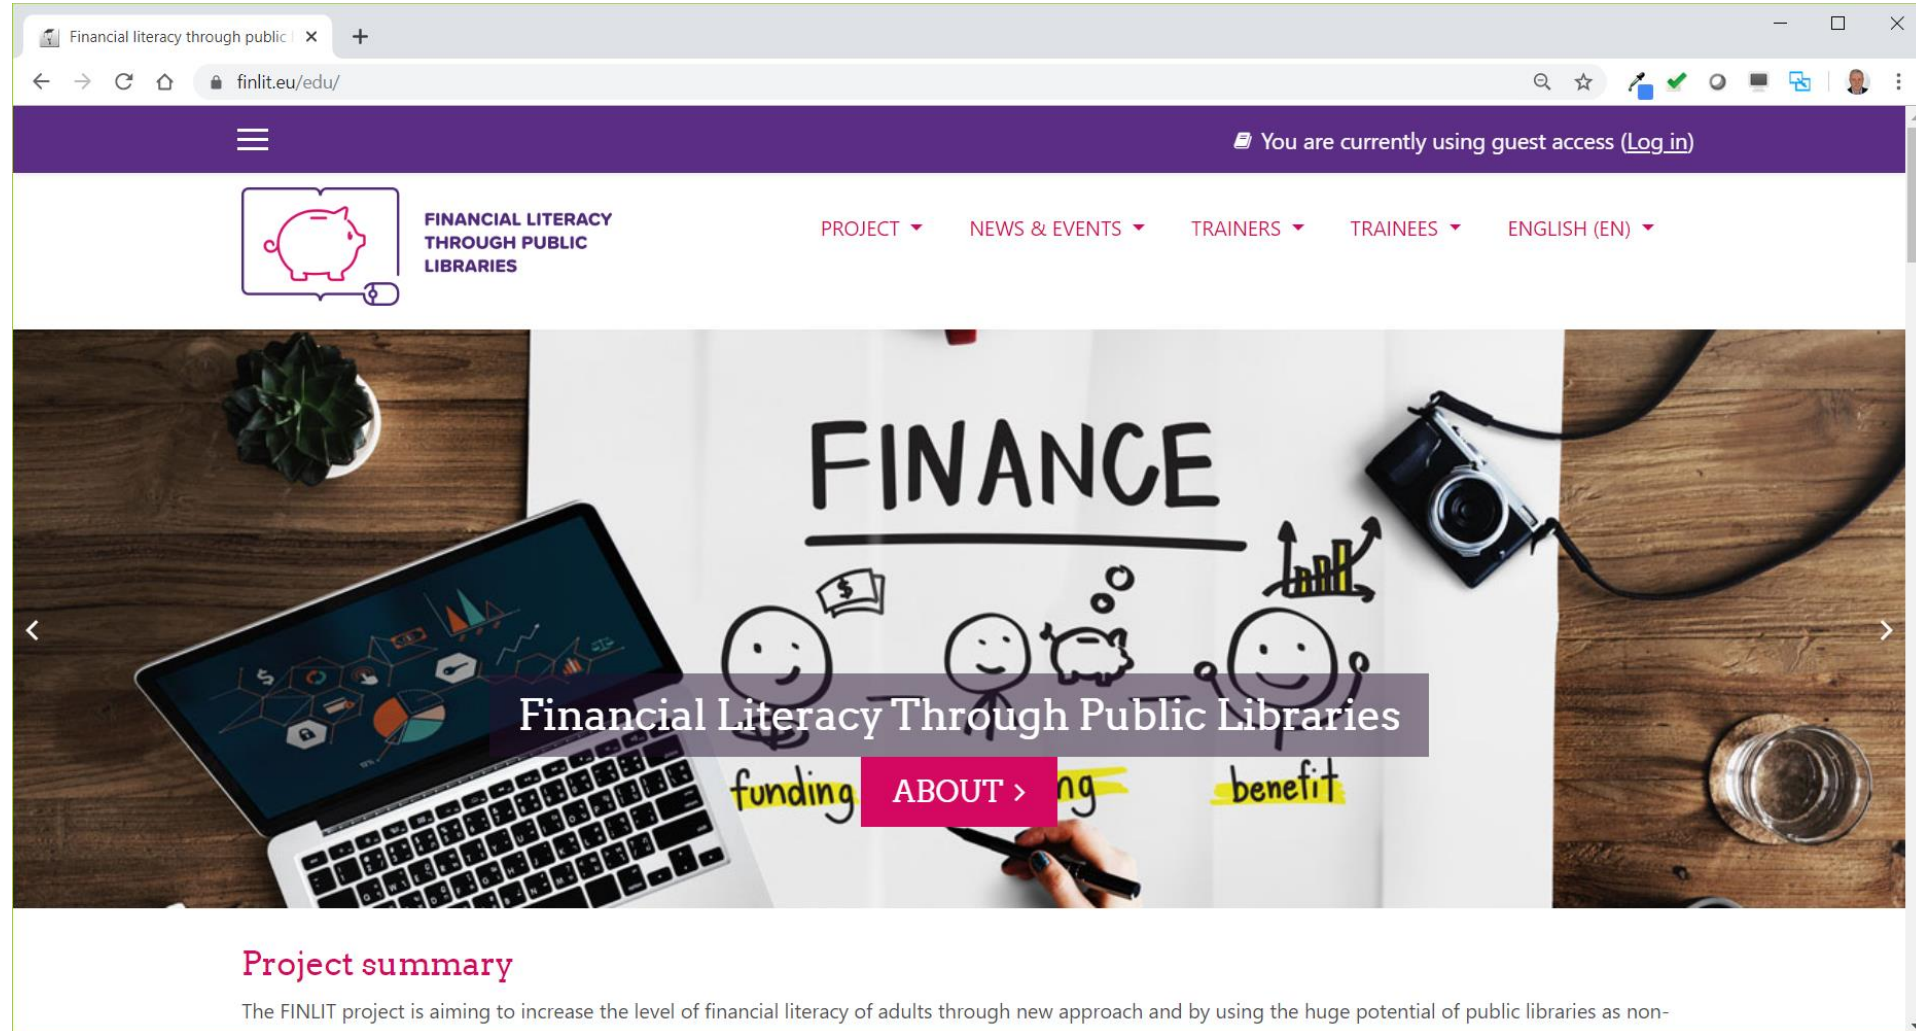 Financial literacy through public
finlit.eu/edu/
You are currently using guest access (Log in)
FINANCIAL LITERACY
THROUGH PUBLIC
LIBRARIES
PROJECT
NEWS & EVENTS
TRAINERS
TRAINEES
ENGLISH (EN)
FINANCE
$
Financial Literacy Through Public Libraries
funding
ng
benefit
ABOUT >
Project summary
The FINLIT project is aiming to increase the level of financial literacy of adults through new approach and by using the huge potential of public libraries as non-